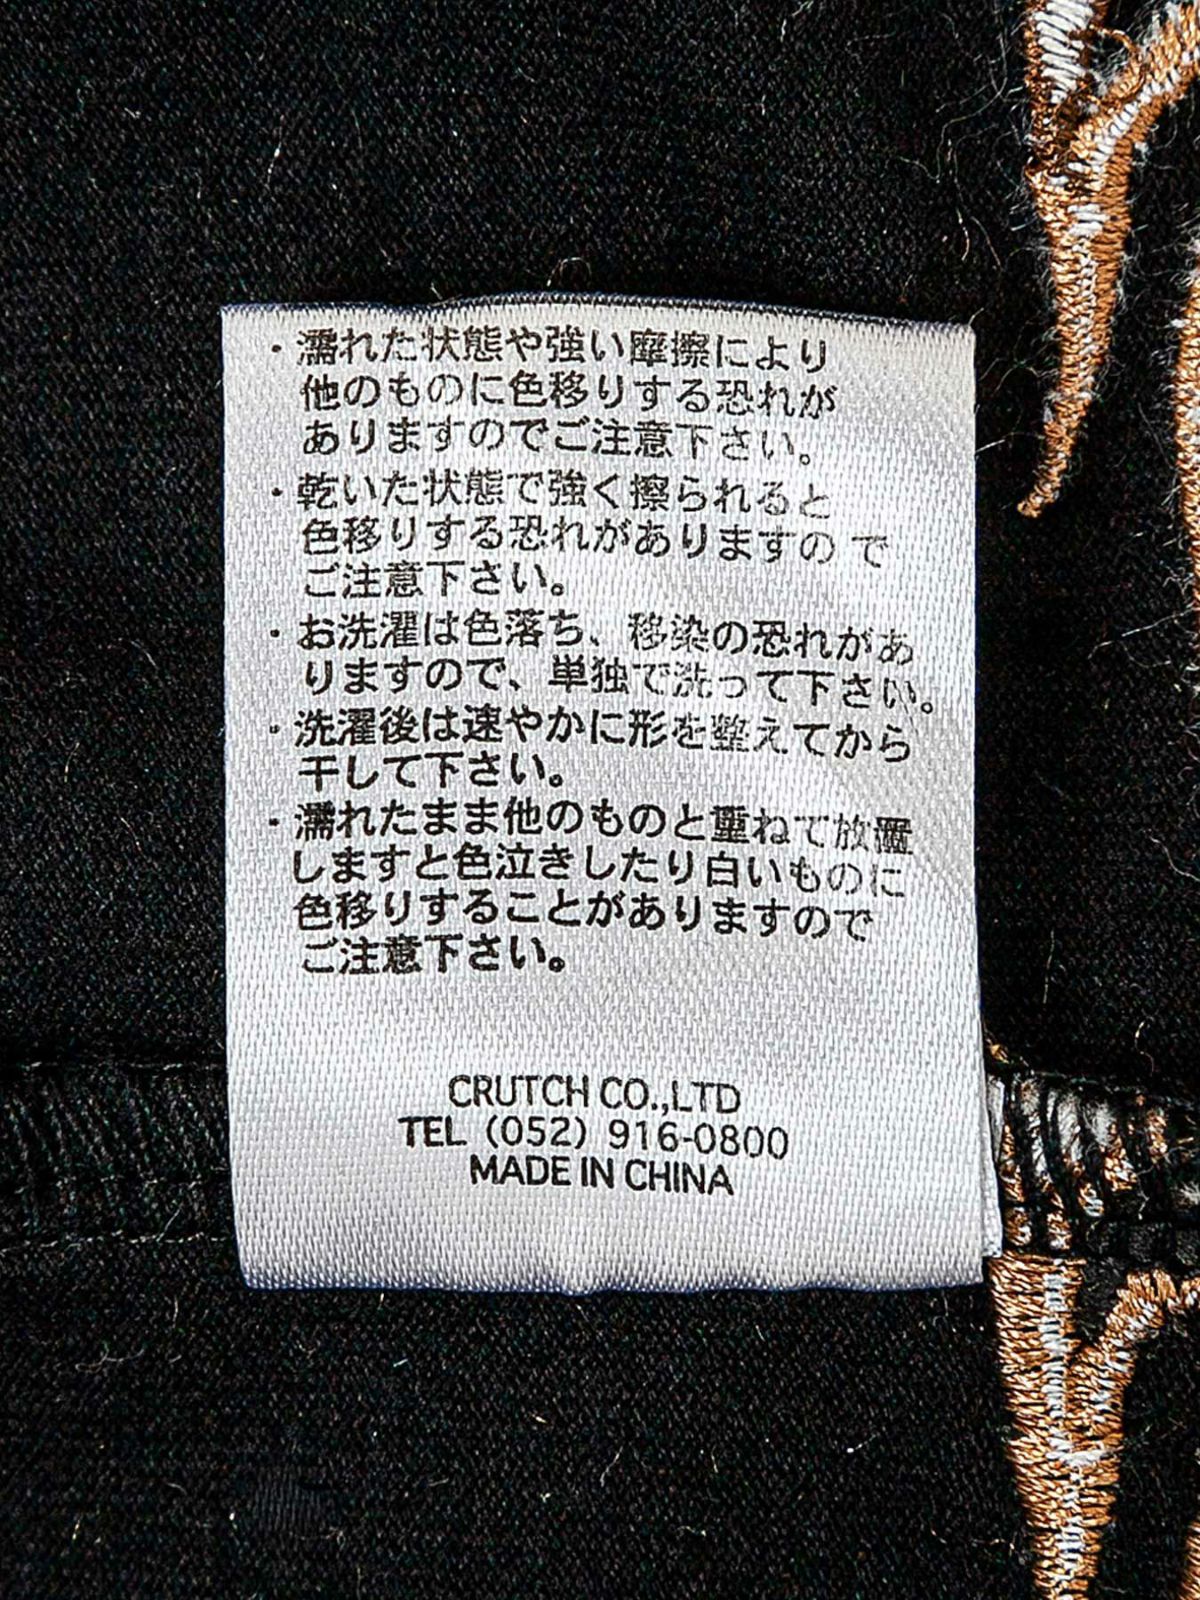 ・濡れた状態や強い摩擦により
他のものに色移りする恐れが
ありますのでご注意下さい。
・乾いた状態で強く擦られると
色移りする恐れがありますので
ご注意下さい。
・お洗濯は色落ち、移染の恐れがあ
りますので、単独で洗って下さい。
・洗濯後は速やかに形を整えてから
干して下さい。
・濡れたまま他のものと重ねて放置
しますと色泣きしたり白いものに
色移りすることがありますので
ご注意下さい。
CRUTCH CO.,LTD
TEL (052) 916-0800
MADE IN CHINA